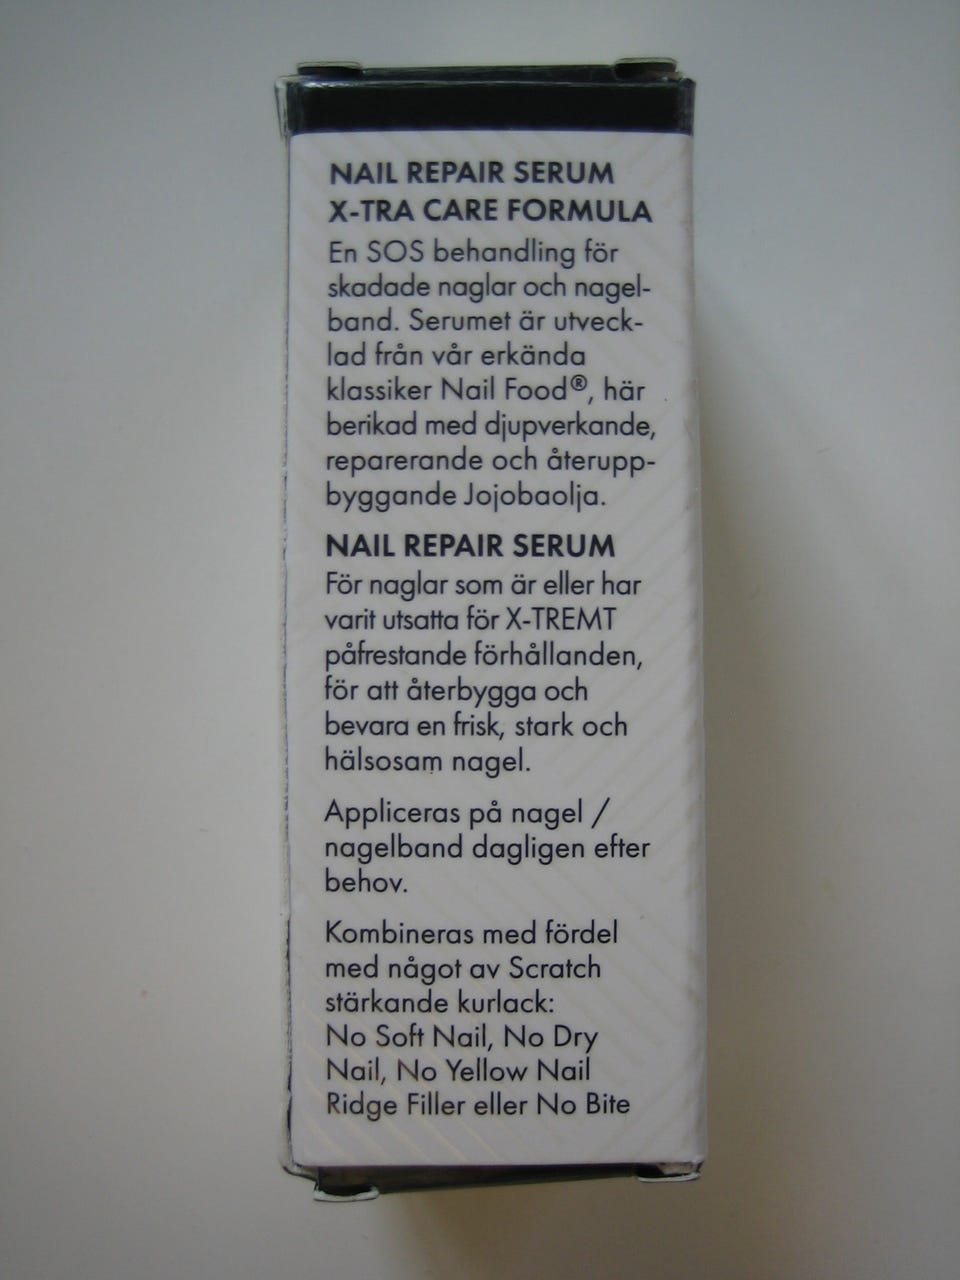 NAIL REPAIR SERUM
X-TRA CARE FORMULA
En SOS behandling för
skadade naglar och nagel-
band. Serumet är utveck-
lad från vår erkända
klassiker Nail Food®, här
berikad med djupverkande,
reparerande och återupp-
byggande Jojobaolja.
NAIL REPAIR SERUM
För naglar som är eller har
varit utsatta för X-TREMT
påfrestande förhållanden,
för att återbygga och
bevara en frisk, stark och
hälsosam nagel.
Appliceras på nagel /
nagelband dagligen efter
behov.
Kombineras med fördel
med något av Scratch
stärkande kurlack:
No Soft Nail, No Dry
Nail, No Yellow Nail
Ridge Filler eller No Bite